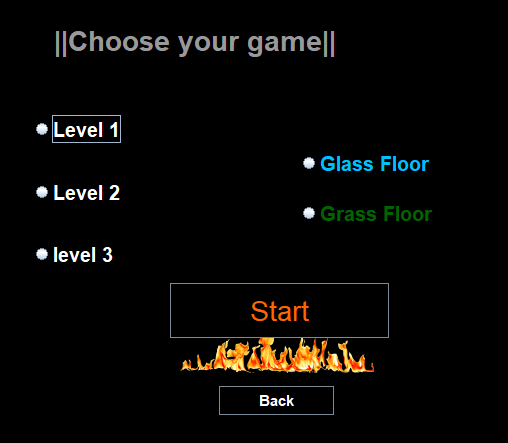 ||Choose your game||
Level 1
Glass Floor
Level 2
Grass Floor
level 3
Start
Back